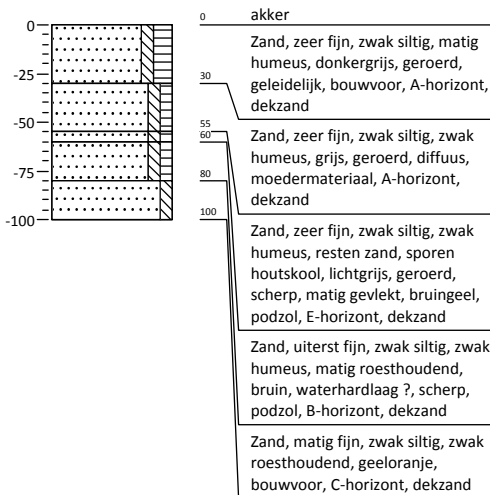 0
-25
-50
-75
-100
0
30
55
60
80
100
akker
Zand, zeer fijn, zwak siltig, matig
humeus, donkergrijs, geroerd,
geleidelijk, bouwvoor, A-horizont,
dekzand
Zand, zeer fijn, zwak siltig, zwak
humeus, grijs, geroerd, diffuus,
moedermateriaal, A-horizont,
dekzand
Zand, zeer fijn, zwak siltig, zwak
humeus, resten zand, sporen
houtskool, lichtgrijs, geroerd,
scherp, matig gevlekt, bruingeel,
podzol, E-horizont, dekzand
Zand, uiterst fijn, zwak siltig, zwak
humeus, matig roesthoudend,
bruin, waterhardlaag ?, scherp,
podzol, B-horizont, dekzand
Zand, matig fijn, zwak siltig, zwak
roesthoudend, geeloranje,
bouwvoor, C-horizont, dekzand